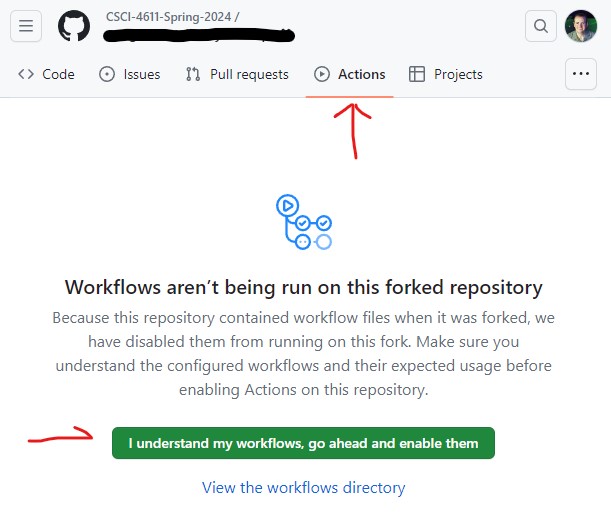 CSCI-4611-Spring-2024 /
Code Issues Pull requests Actions Projects
Workflows aren’t being run on this forked repository
Because this repository contained workflow files when it was forked, we
have disabled them from running on this fork. Make sure you
understand the configured workflows and their expected usage before
enabling Actions on this repository.
I understand my workflows, go ahead and enable them
View the workflows directory